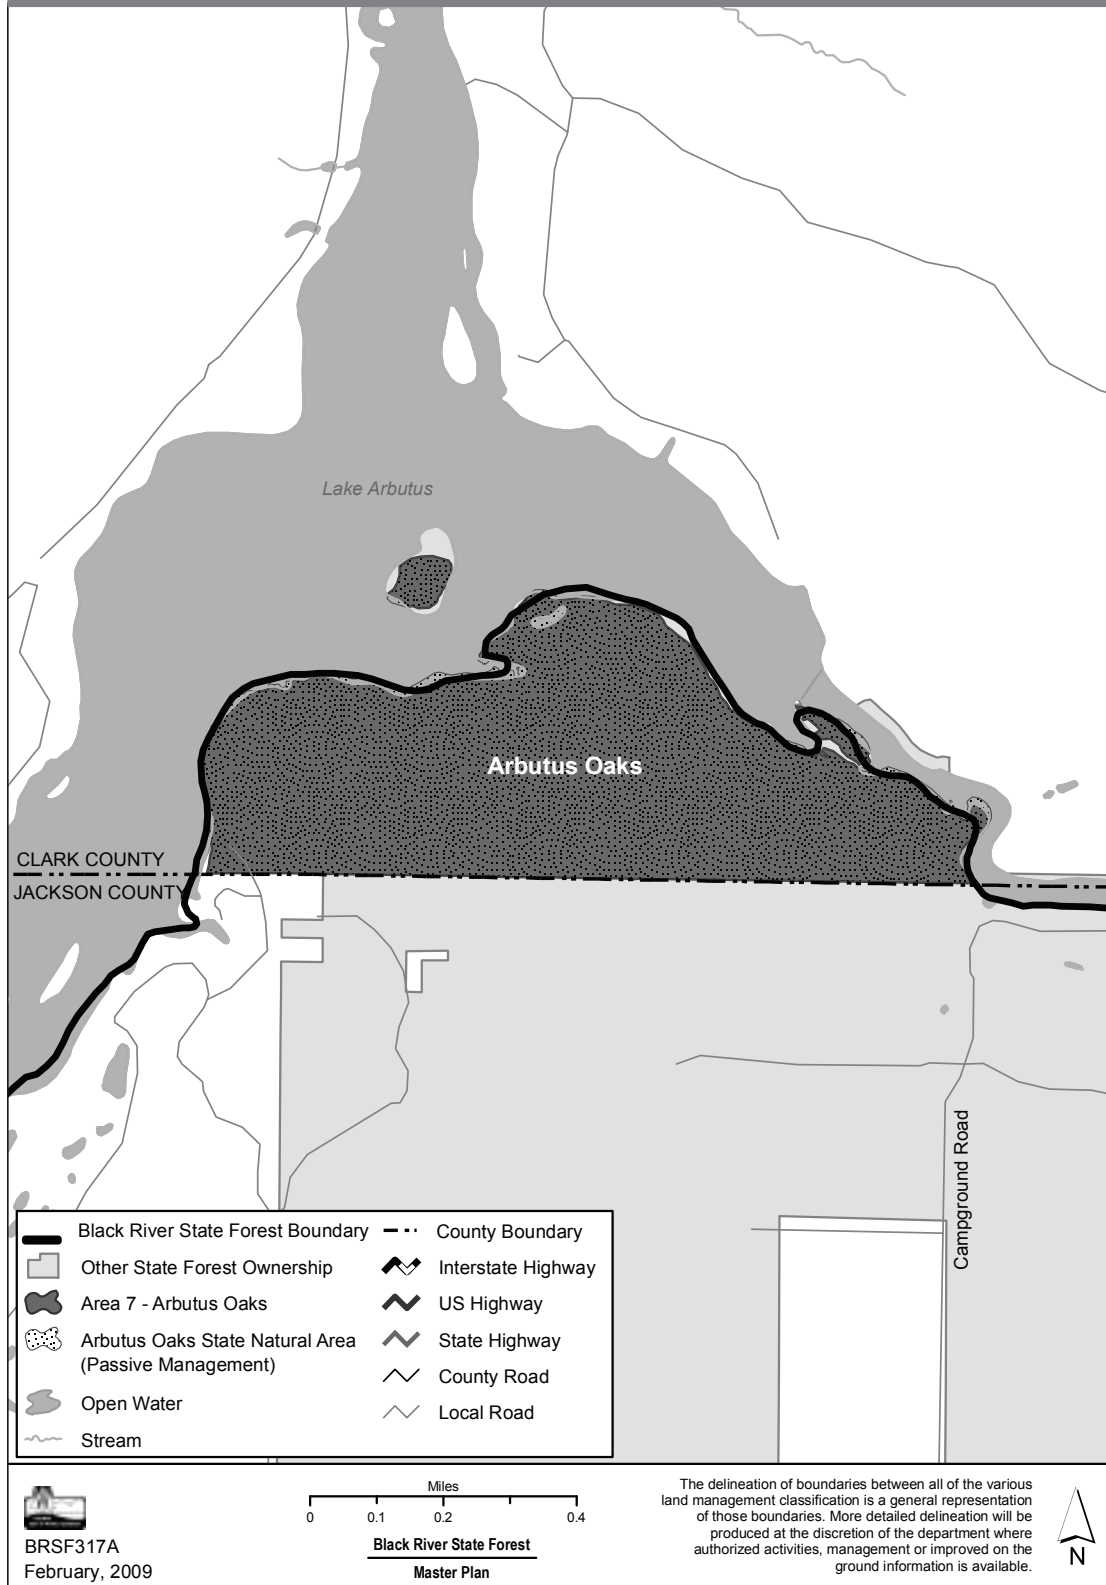 Lake Arbutus
Arbutus Oaks
CLARK COUNTY
JACKSON COUNTY
Campground Road
Black River State Forest Boundary
Other State Forest Ownership
Area 7 - Arbutus Oaks
Arbutus Oaks State Natural Area
(Passive Management)
Open Water
Stream
County Boundary
Interstate Highway
US Highway
State Highway
County Road
Local Road
BRSF317A
February, 2009
Miles
0 0.1 0.2 0.4
Black River State Forest
Master Plan
The delineation of boundaries between all of the various
land management classification is a general representation
of those boundaries. More detailed delineation will be
produced at the discretion of the department where
authorized activities, management or improved on the
ground information is available.
N